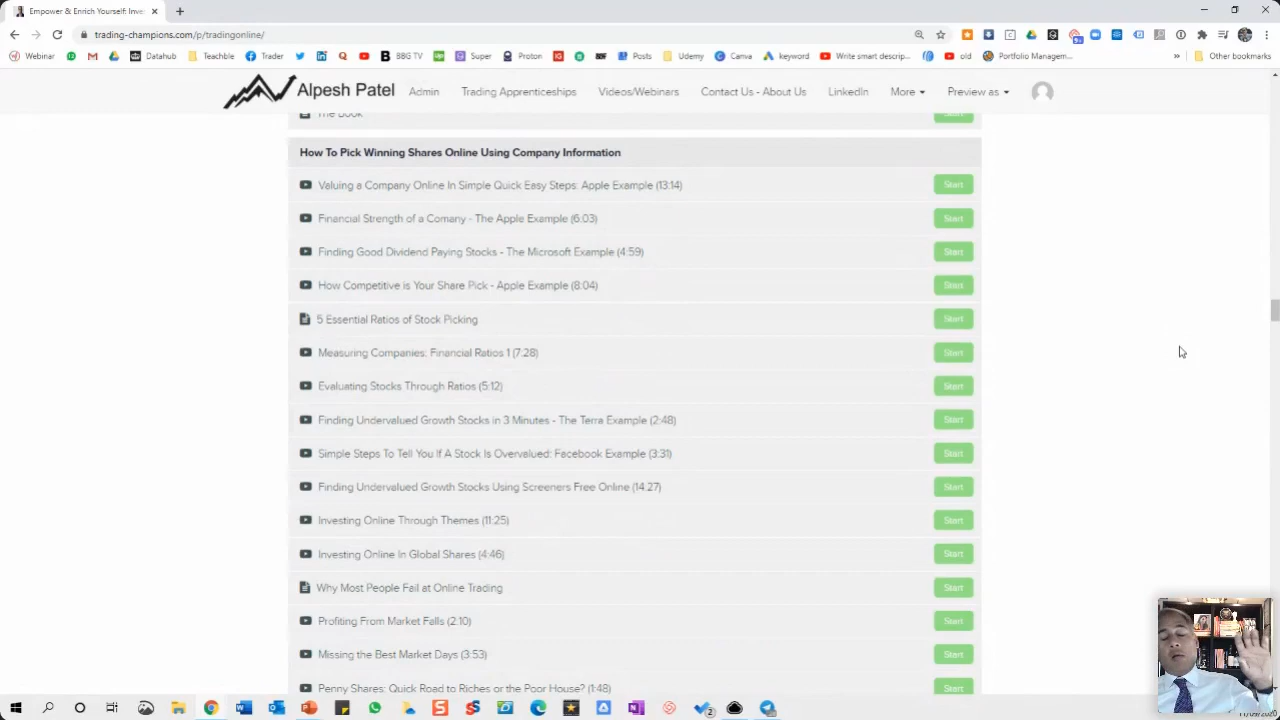 Empower & Enrich Yourself: Inve
trading-champions.com/p/tradingonline/
Webinar
Datahub
Techble
Facebo
Trader
BBG TV
Super
Proton
IG
Posts
Udemy
Canva
keyword
Write smart descrip...
old
Portfolio Manag...
Other bookmarks
Alpesh Patel
Admin
Trading Apprenticeships
Videos/Webinars
Contact Us - About Us
LinkedIn
More
Preview as
The Book
Start
How To Pick Winning Shares Online Using Company Information
Valuing a Company Online In Simple Quick Easy Steps: Apple Example (13:14)
Start
Financial Strength of a Comany - The Apple Example (6:03)
Start
Finding Good Dividend Paying Stocks - The Microsoft Example (4:59)
Start
How Competitive is Your Share Pick - Apple Example (8:04)
Start
5 Essential Ratios of Stock Picking
Start
Measuring Companies: Financial Ratios 1 (7:28)
Start
Evaluating Stocks Through Ratios (5:12)
Start
Finding Undervalued Growth Stocks in 3 Minutes - The Terra Example (2:48)
Start
Simple Steps To Tell You If A Stock Is Overvalued: Facebook Example (3:31)
Start
Finding Undervalued Growth Stocks Using Screeners Free Online (14:27)
Start
Investing Online Through Themes (11:25)
Start
Investing Online In Global Shares (4:46)
Start
Why Most People Fail at Online Trading
Start
Profiting From Market Falls (2:10)
Start
Missing the Best Market Days (3:53)
Start
Penny Shares: Quick Road to Riches or the Poor House? (1:48)
Start